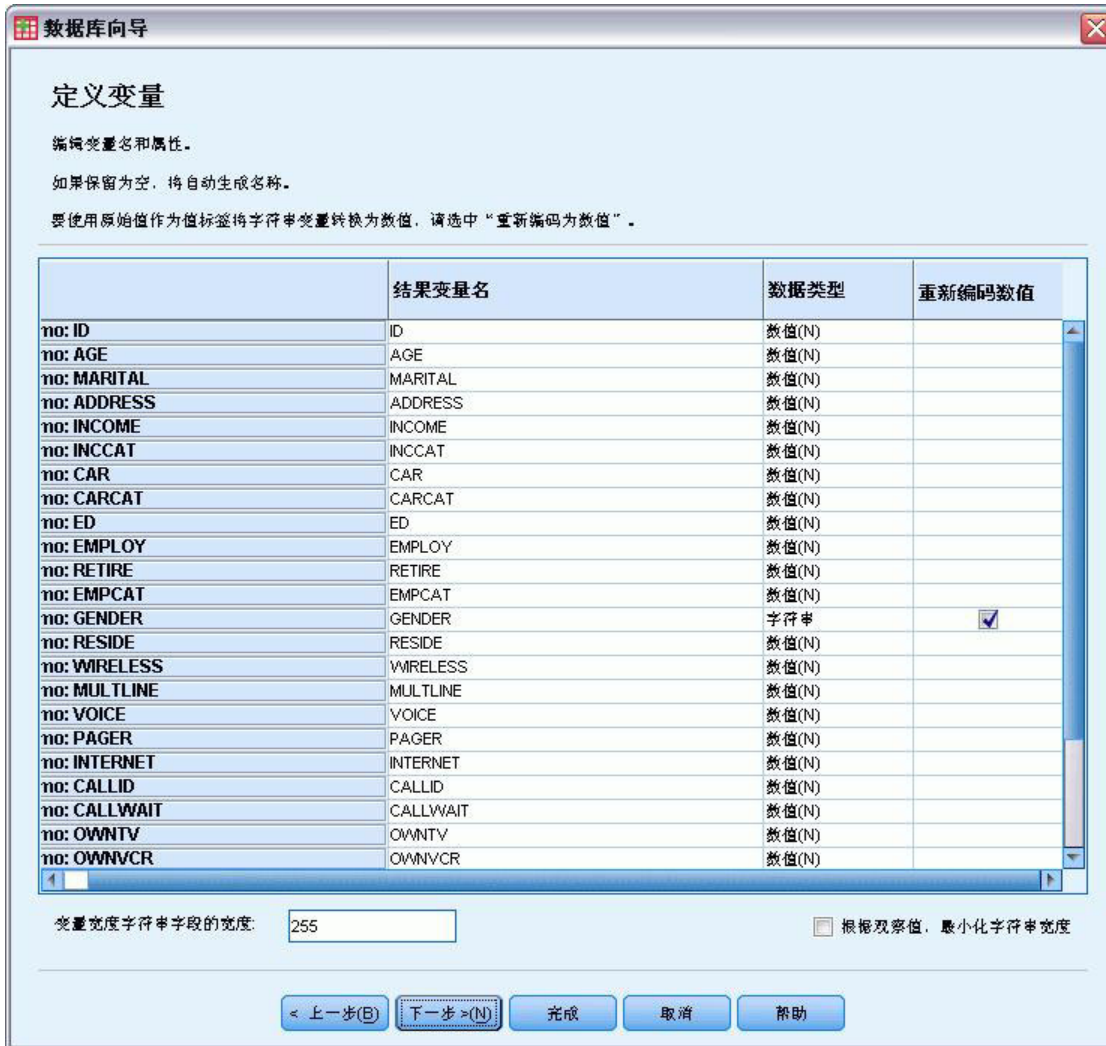 数据库向导
定义变量
编辑变量名和属性。
如果保留为空，将自动生成名称。
要使用原始值作为值标签将字符串变量转换为数值，请选中“重新编码为数值”。
结果变量名 数据类型 重新编码数值
no: ID ID 数值(N)
no: AGE AGE 数值(N)
no: MARITAL MARITAL 数值(N)
no: ADDRESS ADDRESS 数值(N)
no: INCOME INCOME 数值(N)
no: INCCAT INCCAT 数值(N)
no: CAR CAR 数值(N)
no: CARCAT CARCAT 数值(N)
no: ED ED 数值(N)
no: EMPLOY EMPLOY 数值(N)
no: RETIRE RETIRE 数值(N)
no: EMPCAT EMPCAT 数值(N)
no: GENDER GENDER 字符串
no: RESIDE RESIDE 数值(N)
no: WIRELESS WIRELESS 数值(N)
no: MULTLINE MULTLINE 数值(N)
no: VOICE VOICE 数值(N)
no: PAGER PAGER 数值(N)
no: INTERNET INTERNET 数值(N)
no: CALLID CALLID 数值(N)
no: CALLWAIT CALLWAIT 数值(N)
no: OWNTV OWNTV 数值(N)
no: OWNVCR OWNVCR 数值(N)
变量宽度字符串字段的宽度: 255 根据观察值，最小化字符串宽度
< 上一步(B) 下一步 >(N) 完成 取消 帮助